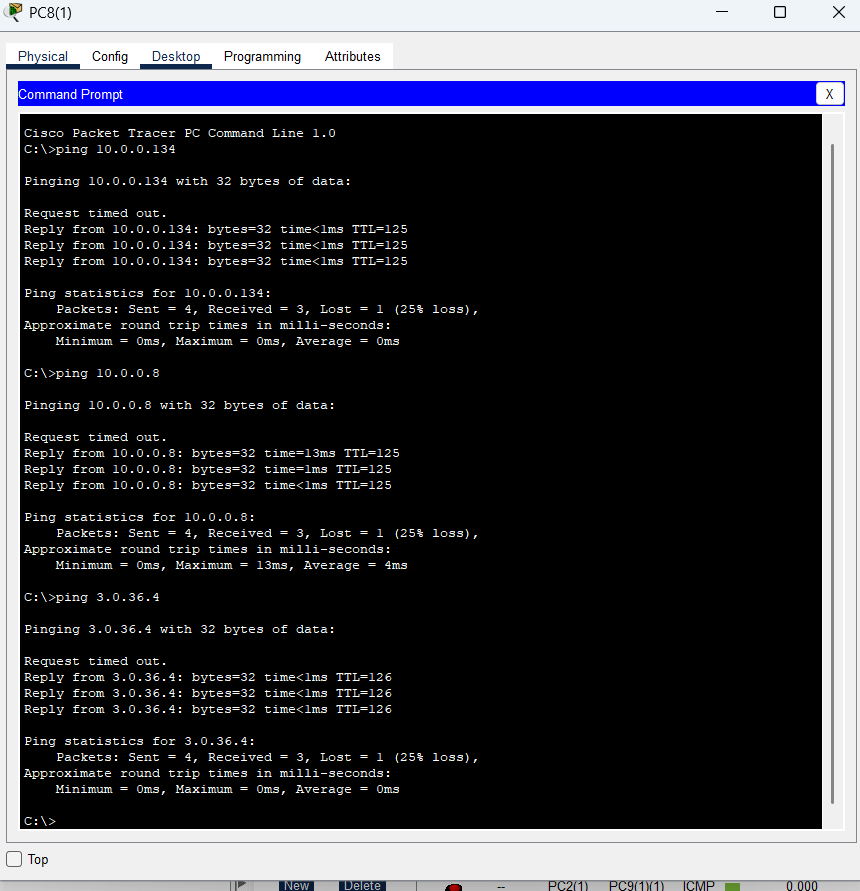 PC8(1)
Physical Config Desktop Programming Attributes
Command Prompt X
Cisco Packet Tracer PC Command Line 1.0
C:\>ping 10.0.0.134
Pinging 10.0.0.134 with 32 bytes of data:
Request timed out.
Reply from 10.0.0.134: bytes=32 time<1ms TTL=125
Reply from 10.0.0.134: bytes=32 time<1ms TTL=125
Reply from 10.0.0.134: bytes=32 time<1ms TTL=125
Ping statistics for 10.0.0.134:
Packets: Sent = 4, Received = 3, Lost = 1 (25% loss),
Approximate round trip times in milli-seconds:
Minimum = 0ms, Maximum = 0ms, Average = 0ms
C:\>ping 10.0.0.8
Pinging 10.0.0.8 with 32 bytes of data:
Request timed out.
Reply from 10.0.0.8: bytes=32 time=13ms TTL=125
Reply from 10.0.0.8: bytes=32 time=1ms TTL=125
Reply from 10.0.0.8: bytes=32 time<1ms TTL=125
Ping statistics for 10.0.0.8:
Packets: Sent = 4, Received = 3, Lost = 1 (25% loss),
Approximate round trip times in milli-seconds:
Minimum = 0ms, Maximum = 13ms, Average = 4ms
C:\>ping 3.0.36.4
Pinging 3.0.36.4 with 32 bytes of data:
Request timed out.
Reply from 3.0.36.4: bytes=32 time<1ms TTL=126
Reply from 3.0.36.4: bytes=32 time<1ms TTL=126
Reply from 3.0.36.4: bytes=32 time<1ms TTL=126
Ping statistics for 3.0.36.4:
Packets: Sent = 4, Received = 3, Lost = 1 (25% loss),
Approximate round trip times in milli-seconds:
Minimum = 0ms, Maximum = 0ms, Average = 0ms
C:\>
Top
New Delete -- PC2(1) PC9(1)(1) ICMP 0.000